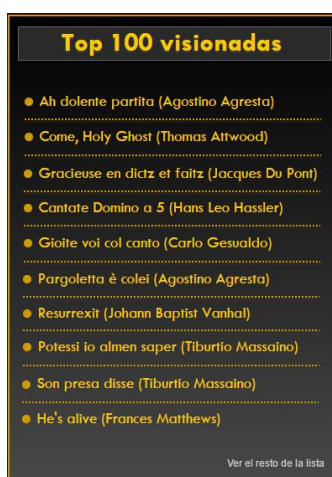 Top 100 visionadas
Ah dolente partita (Agostino Agresta)
Come, Holy Ghost (Thomas Attwood)
Gracieuse en dictz et faitz (Jacques Du Pont)
Cantate Domino a 5 (Hans Leo Hassler)
Gioite voi col canto (Carlo Gesualdo)
Pargoletta è colei (Agostino Agresta)
Resurrexit (Johann Baptist Vanhal)
Potessi io almen saper (Tiburtio Massaino)
Son presa disse (Tiburtio Massaino)
He's alive (Frances Matthews)
Ver el resto de la lista